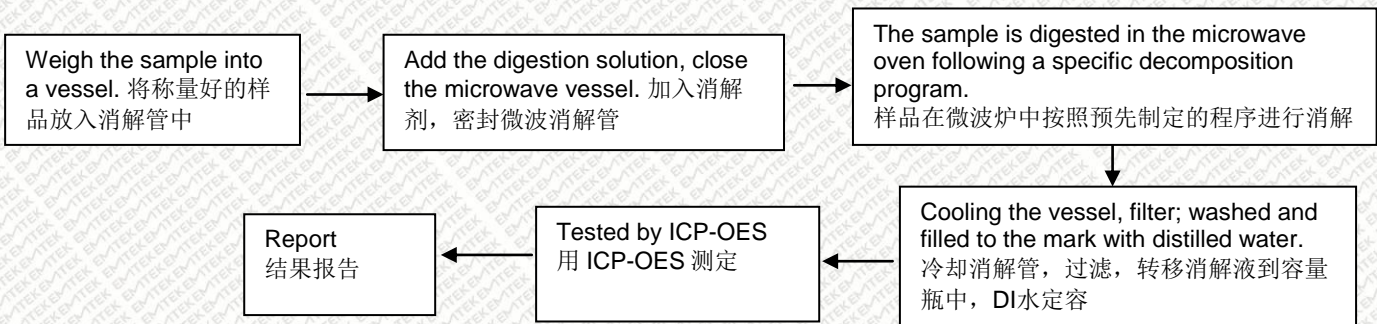 Weigh the sample into
a vessel. 将称量好的样
品放入消解管中
Add the digestion solution, close
the microwave vessel. 加入消解
剂，密封微波消解管
The sample is digested in the microwave
oven following a specific decomposition
program.
样品在微波炉中按照预先制定的程序进行消解
Cooling the vessel, filter; washed and
filled to the mark with distilled water.
冷却消解管，过滤，转移消解液到容量
瓶中，DI水定容
Tested by ICP-OES
用 ICP-OES 测定
Report
结果报告